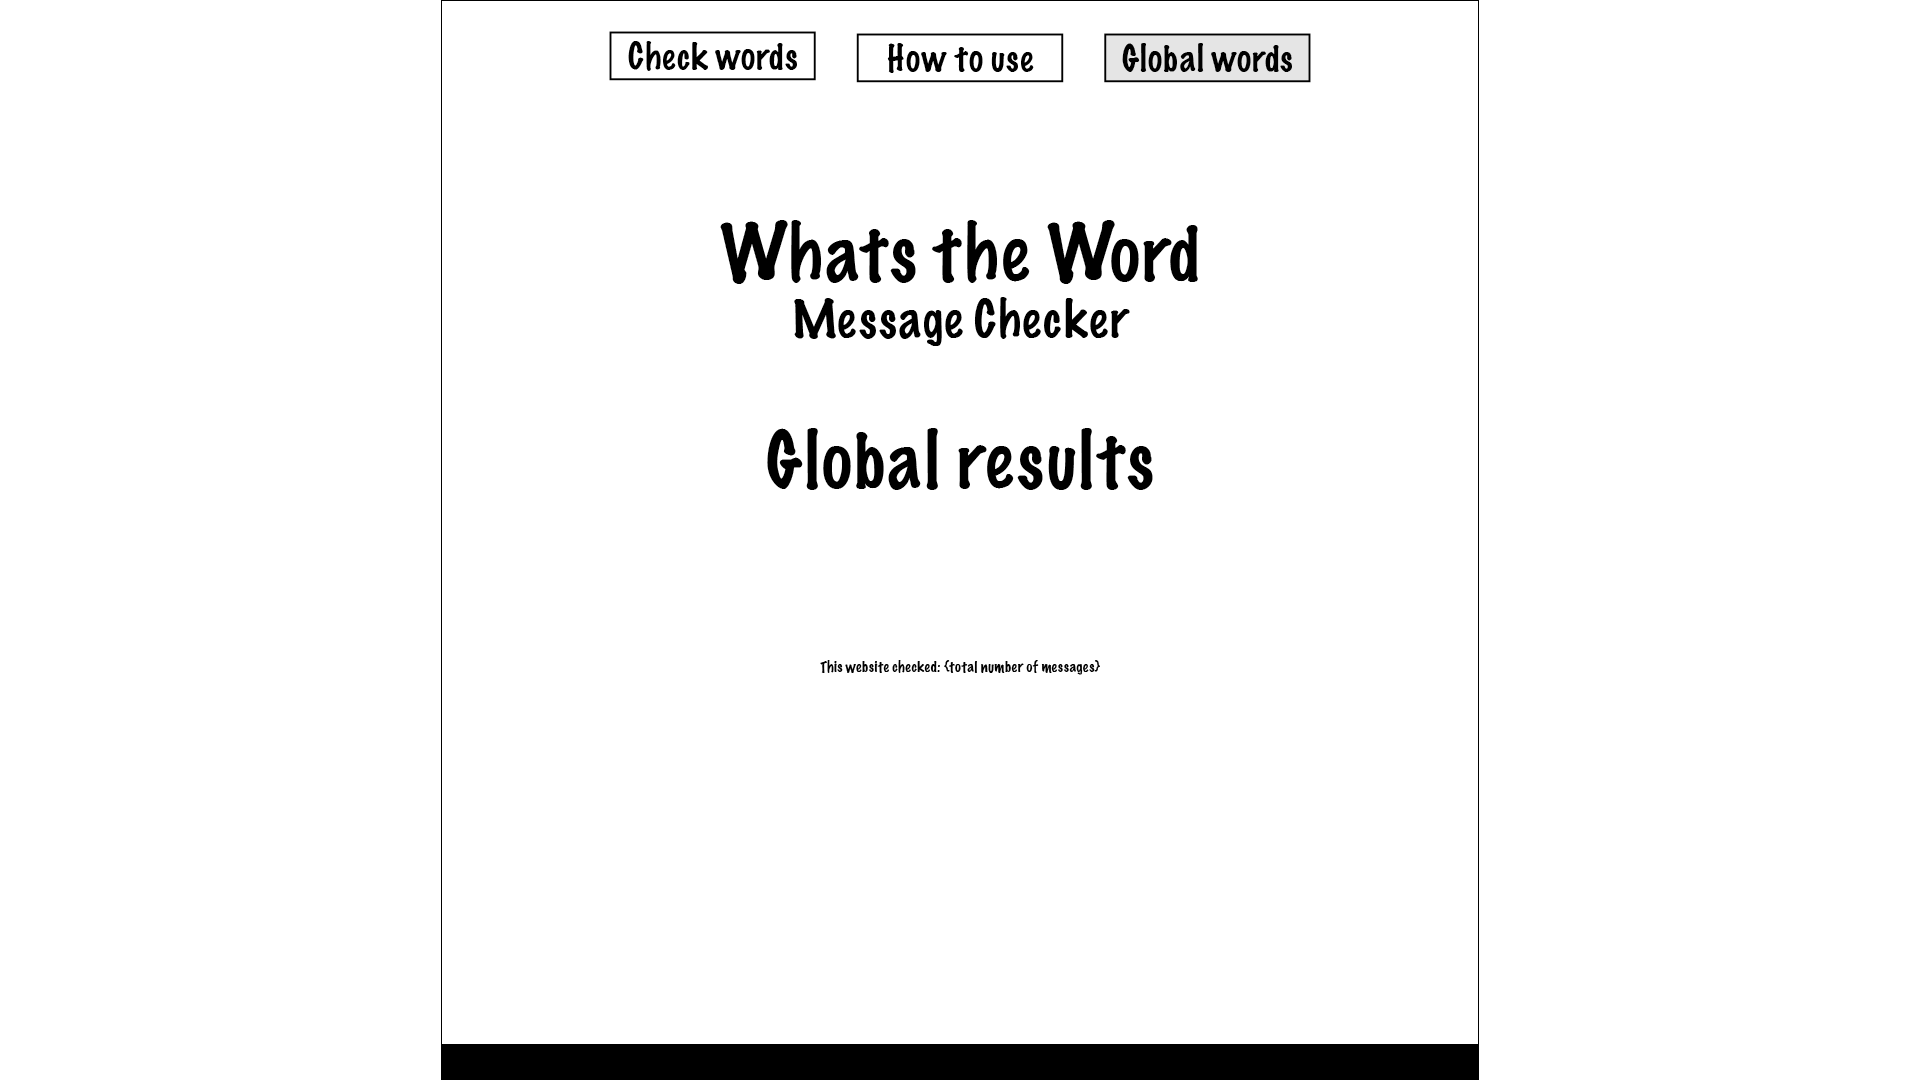 Check words
How to use
Global words
Whats the Word
Message Checker
Global results
This website checked: {total number of messages}